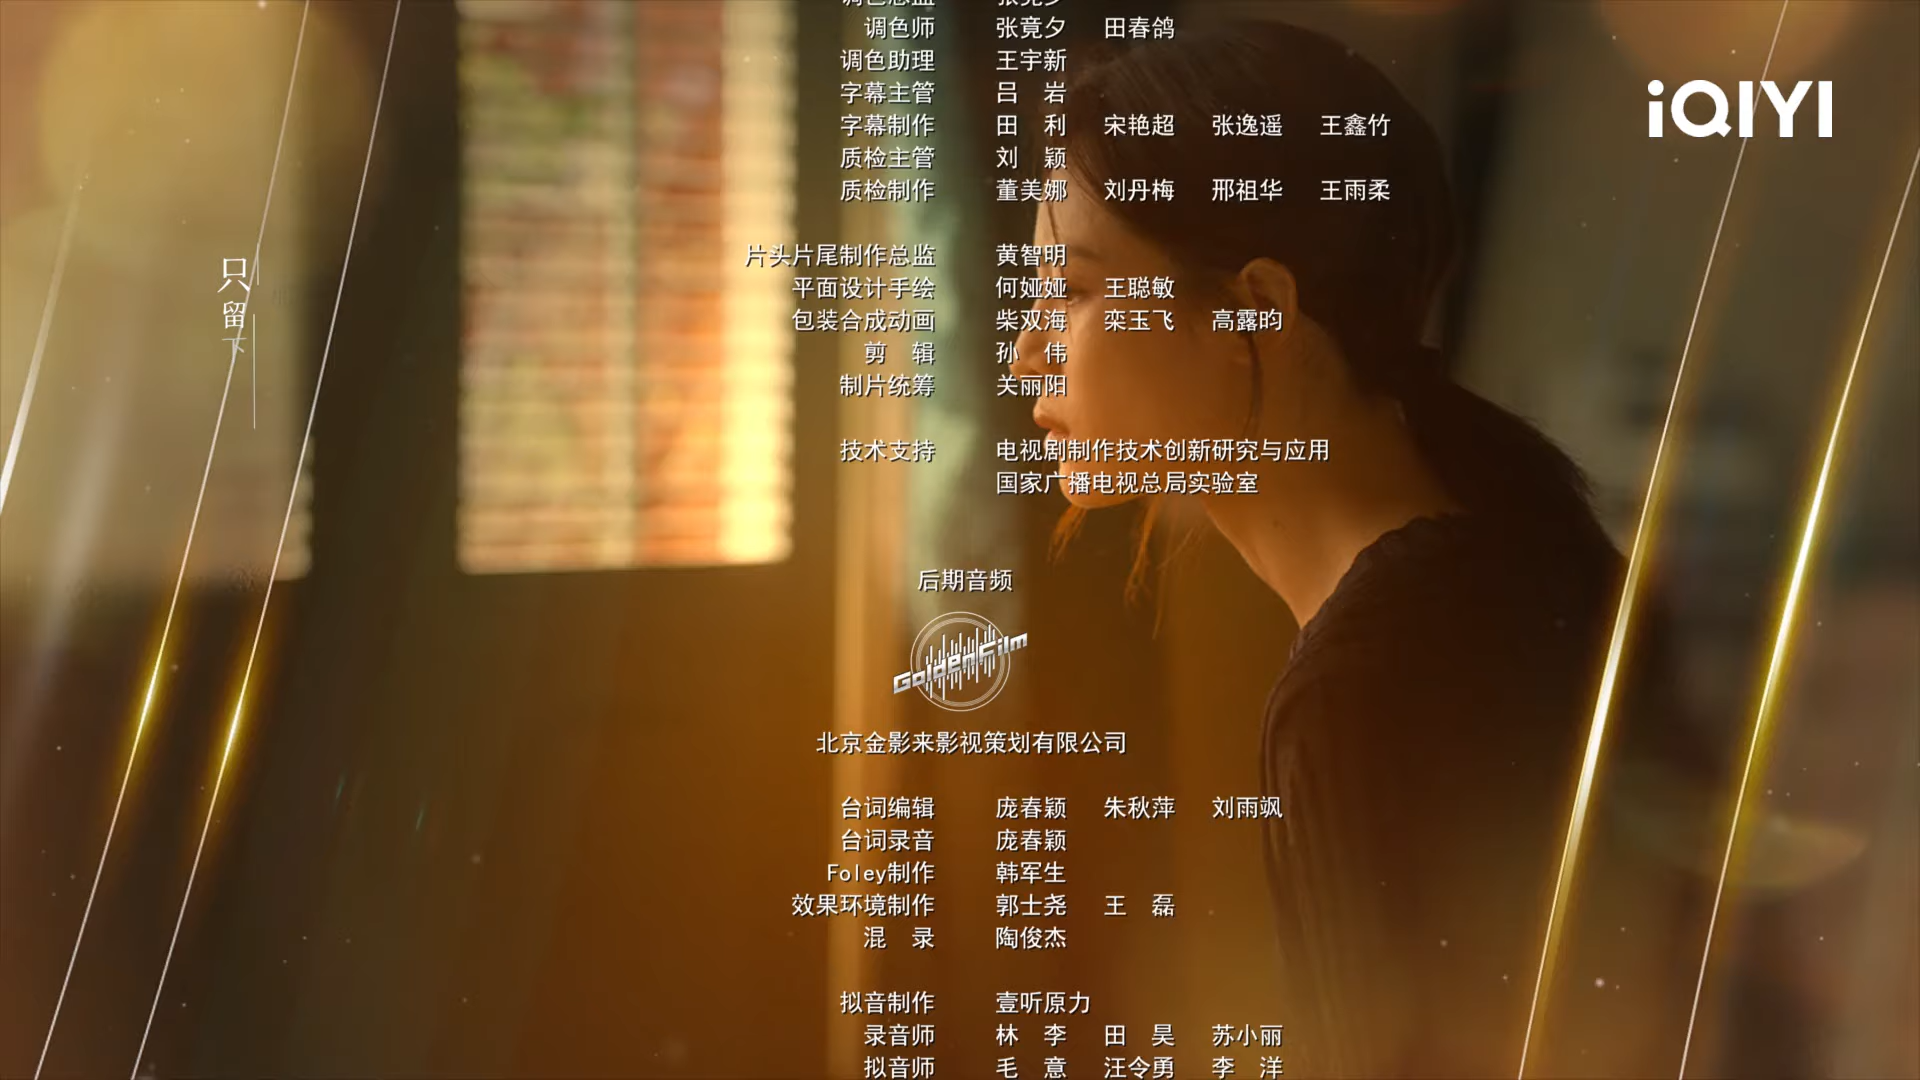 调色师 张竟夕 田春鸽
调色助理 王宇新
字幕主管 吕 岩
字幕制作 田 利 宋艳超 张逸遥 王鑫竹
质检主管 刘 颖
质检制作 董美娜 刘丹梅 邢祖华 王雨柔
iQIYI
片头片尾制作总监 黄智明
平面设计手绘 何娅娅 王聪敏
包装合成动画 柴双海 栾玉飞 高露昀
剪 辑 孙 伟
制片统筹 关丽阳
只留下
技术支持 电视剧制作技术创新研究与应用
国家广播电视总局实验室
后期音频
GoldenFilm
北京金影来影视策划有限公司
台词编辑 庞春颖 朱秋萍 刘雨飒
台词录音 庞春颖
Foley制作 韩军生
效果环境制作 郭士尧 王 磊
混 录 陶俊杰
拟音制作 壹听原力
录音师 林 李 田 昊 苏小丽
拟音师 毛 意 汪令勇 李 洋